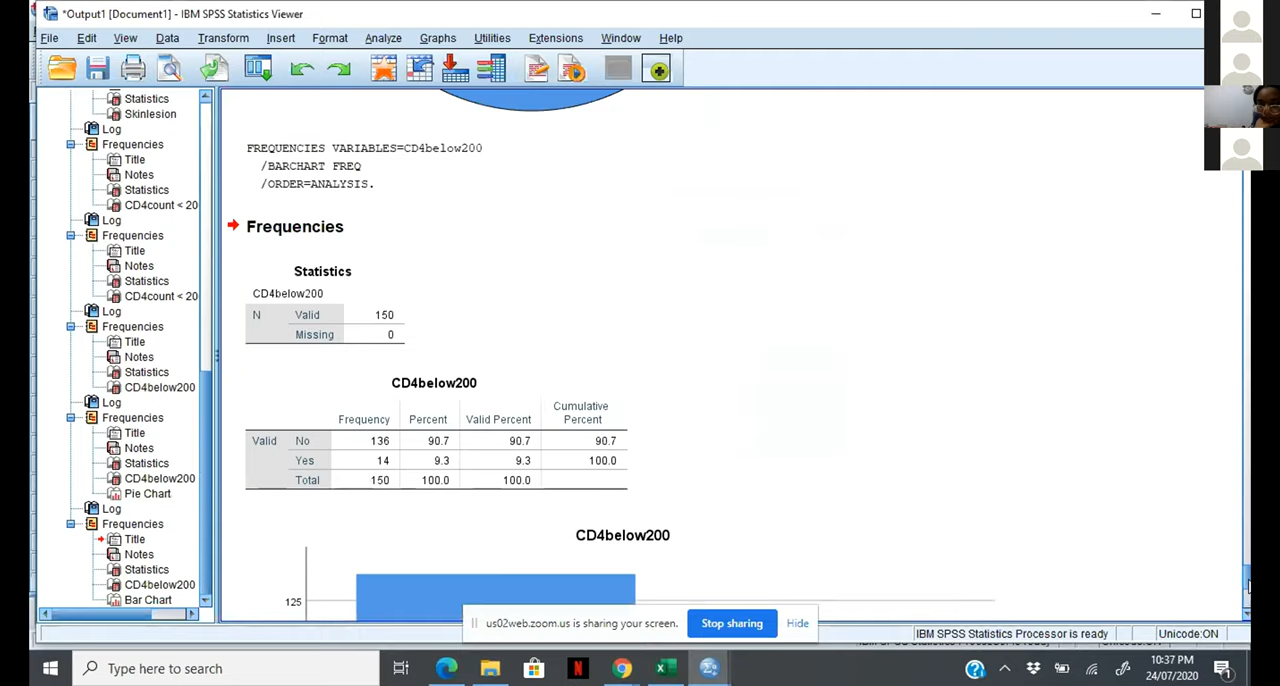 *Output1 [Document1] - IBM SPSS Statistics Viewer
File Edit View Data Transform Insert Format Analyze Graphs Utilities Extensions Window Help
Statistics
Skinlesion
Log
Frequencies
Title
Notes
Statistics
CD4count < 20
Log
Frequencies
Title
Notes
Statistics
CD4count < 20
Log
Frequencies
Title
Notes
Statistics
CD4below200
Log
Frequencies
Title
Notes
Statistics
CD4below200
Pie Chart
Log
Frequencies
Title
Notes
Statistics
CD4below200
Bar Chart
FREQUENCIES VARIABLES=CD4below200
/BARCHART FREQ
/ORDER=ANALYSIS.
Frequencies
Statistics
CD4below200
N Valid 150
Missing 0
CD4below200
Frequency Percent Valid Percent Cumulative Percent
Valid No 136 90.7 90.7 90.7
Yes 14 9.3 9.3 100.0
Total 150 100.0 100.0
CD4below200
125
us02web.zoom.us is sharing your screen. Stop sharing Hide
IBM SPSS Statistics Processor is ready Unicode:ON
Type here to search
10:37 PM
24/07/2020
1